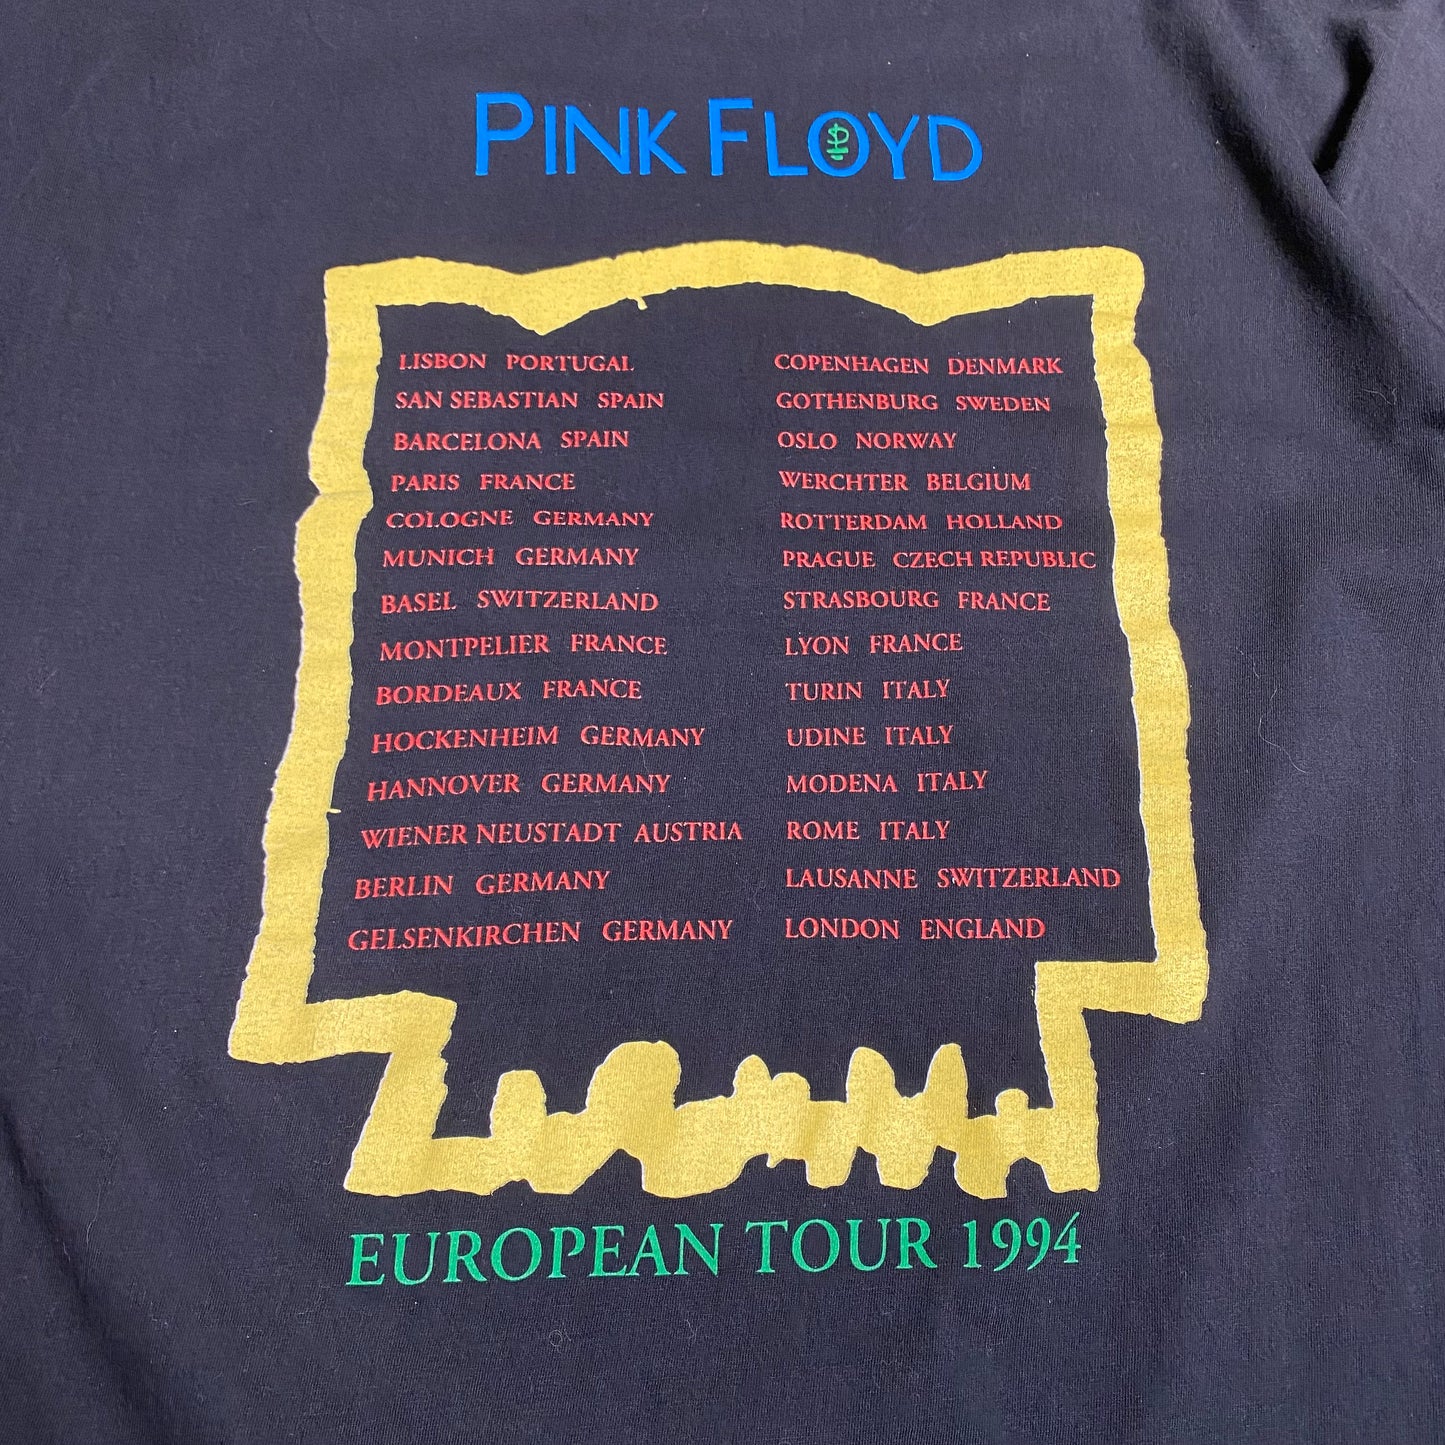 PINK FLOYD
LISBON PORTUGAL
SAN SEBASTIAN SPAIN
BARCELONA SPAIN
PARIS FRANCE
COLOGNE GERMANY
MUNICH GERMANY
BASEL SWITZERLAND
MONTPELIER FRANCE
BORDEAUX FRANCE
HOCKENHEIM GERMANY
HANNOVER GERMANY
WIENER NEUSTADT AUSTRIA
BERLIN GERMANY
GELSENKIRCHEN GERMANY
COPENHAGEN DENMARK
GOTHENBURG SWEDEN
OSLO NORWAY
WERCHTER BELGIUM
ROTTERDAM HOLLAND
PRAGUE CZECH REPUBLIC
STRASBOURG FRANCE
LYON FRANCE
TURIN ITALY
UDINE ITALY
MODENA ITALY
ROME ITALY
LAUSANNE SWITZERLAND
LONDON ENGLAND
EUROPEAN TOUR 1994